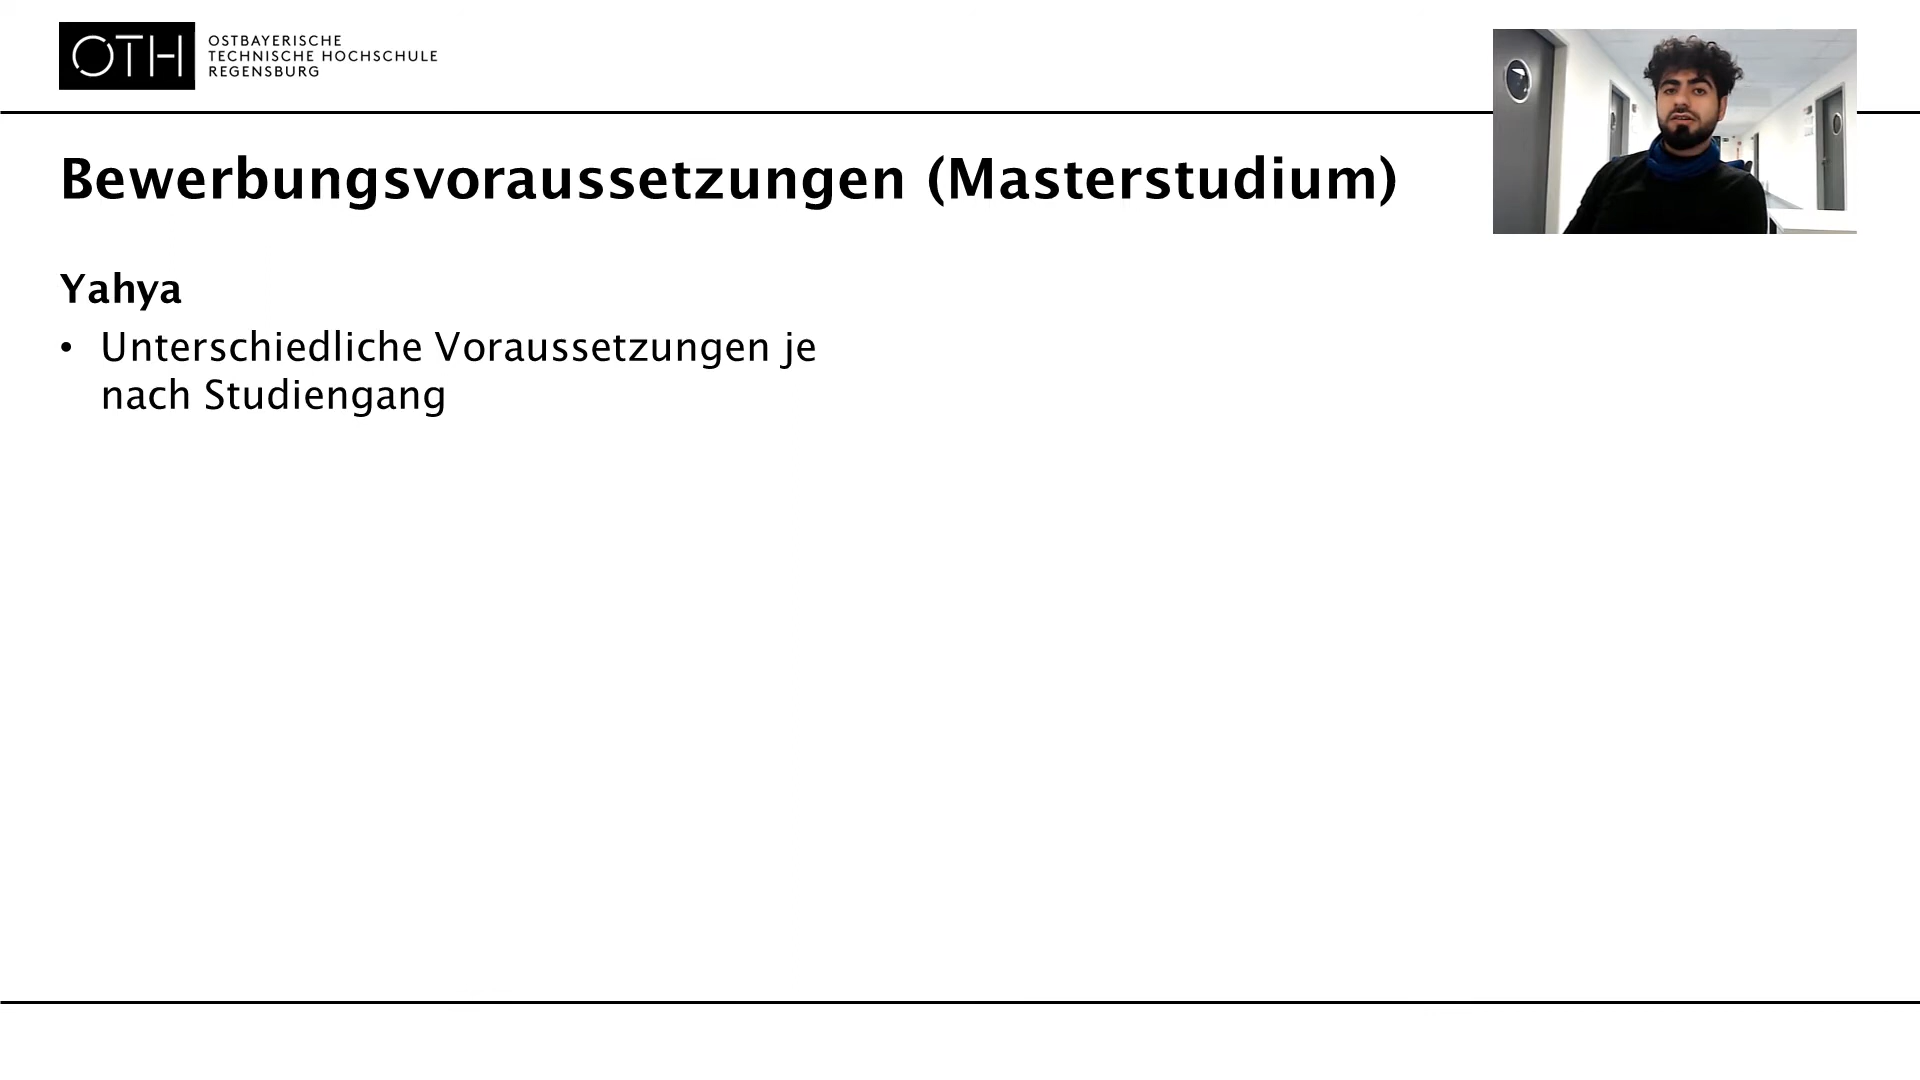 OTH
OSTBAYERISCHE
TECHNISCHE HOCHSCHULE
REGENSBURG
Bewerbungsvoraussetzungen (Masterstudium)
Yahya
• Unterschiedliche Voraussetzungen je
nach Studiengang